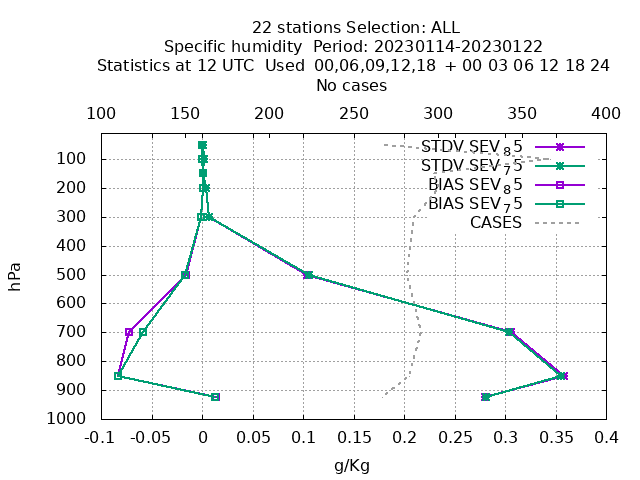 22 stations Selection: ALL
Specific humidity  Period: 20230114-20230122
Statistics at 12 UTC  Used  00,06,09,12,18  + 00 03 06 12 18 24
No cases
100 150 200 250 300 350 400
STDV SEV85
STDV SEV75
BIAS SEV85
BIAS SEV75
CASES
100
200
300
400
500
600
700
800
900
1000
hPa
-0.1 -0.05 0 0.05 0.1 0.15 0.2 0.25 0.3 0.35 0.4
g/Kg